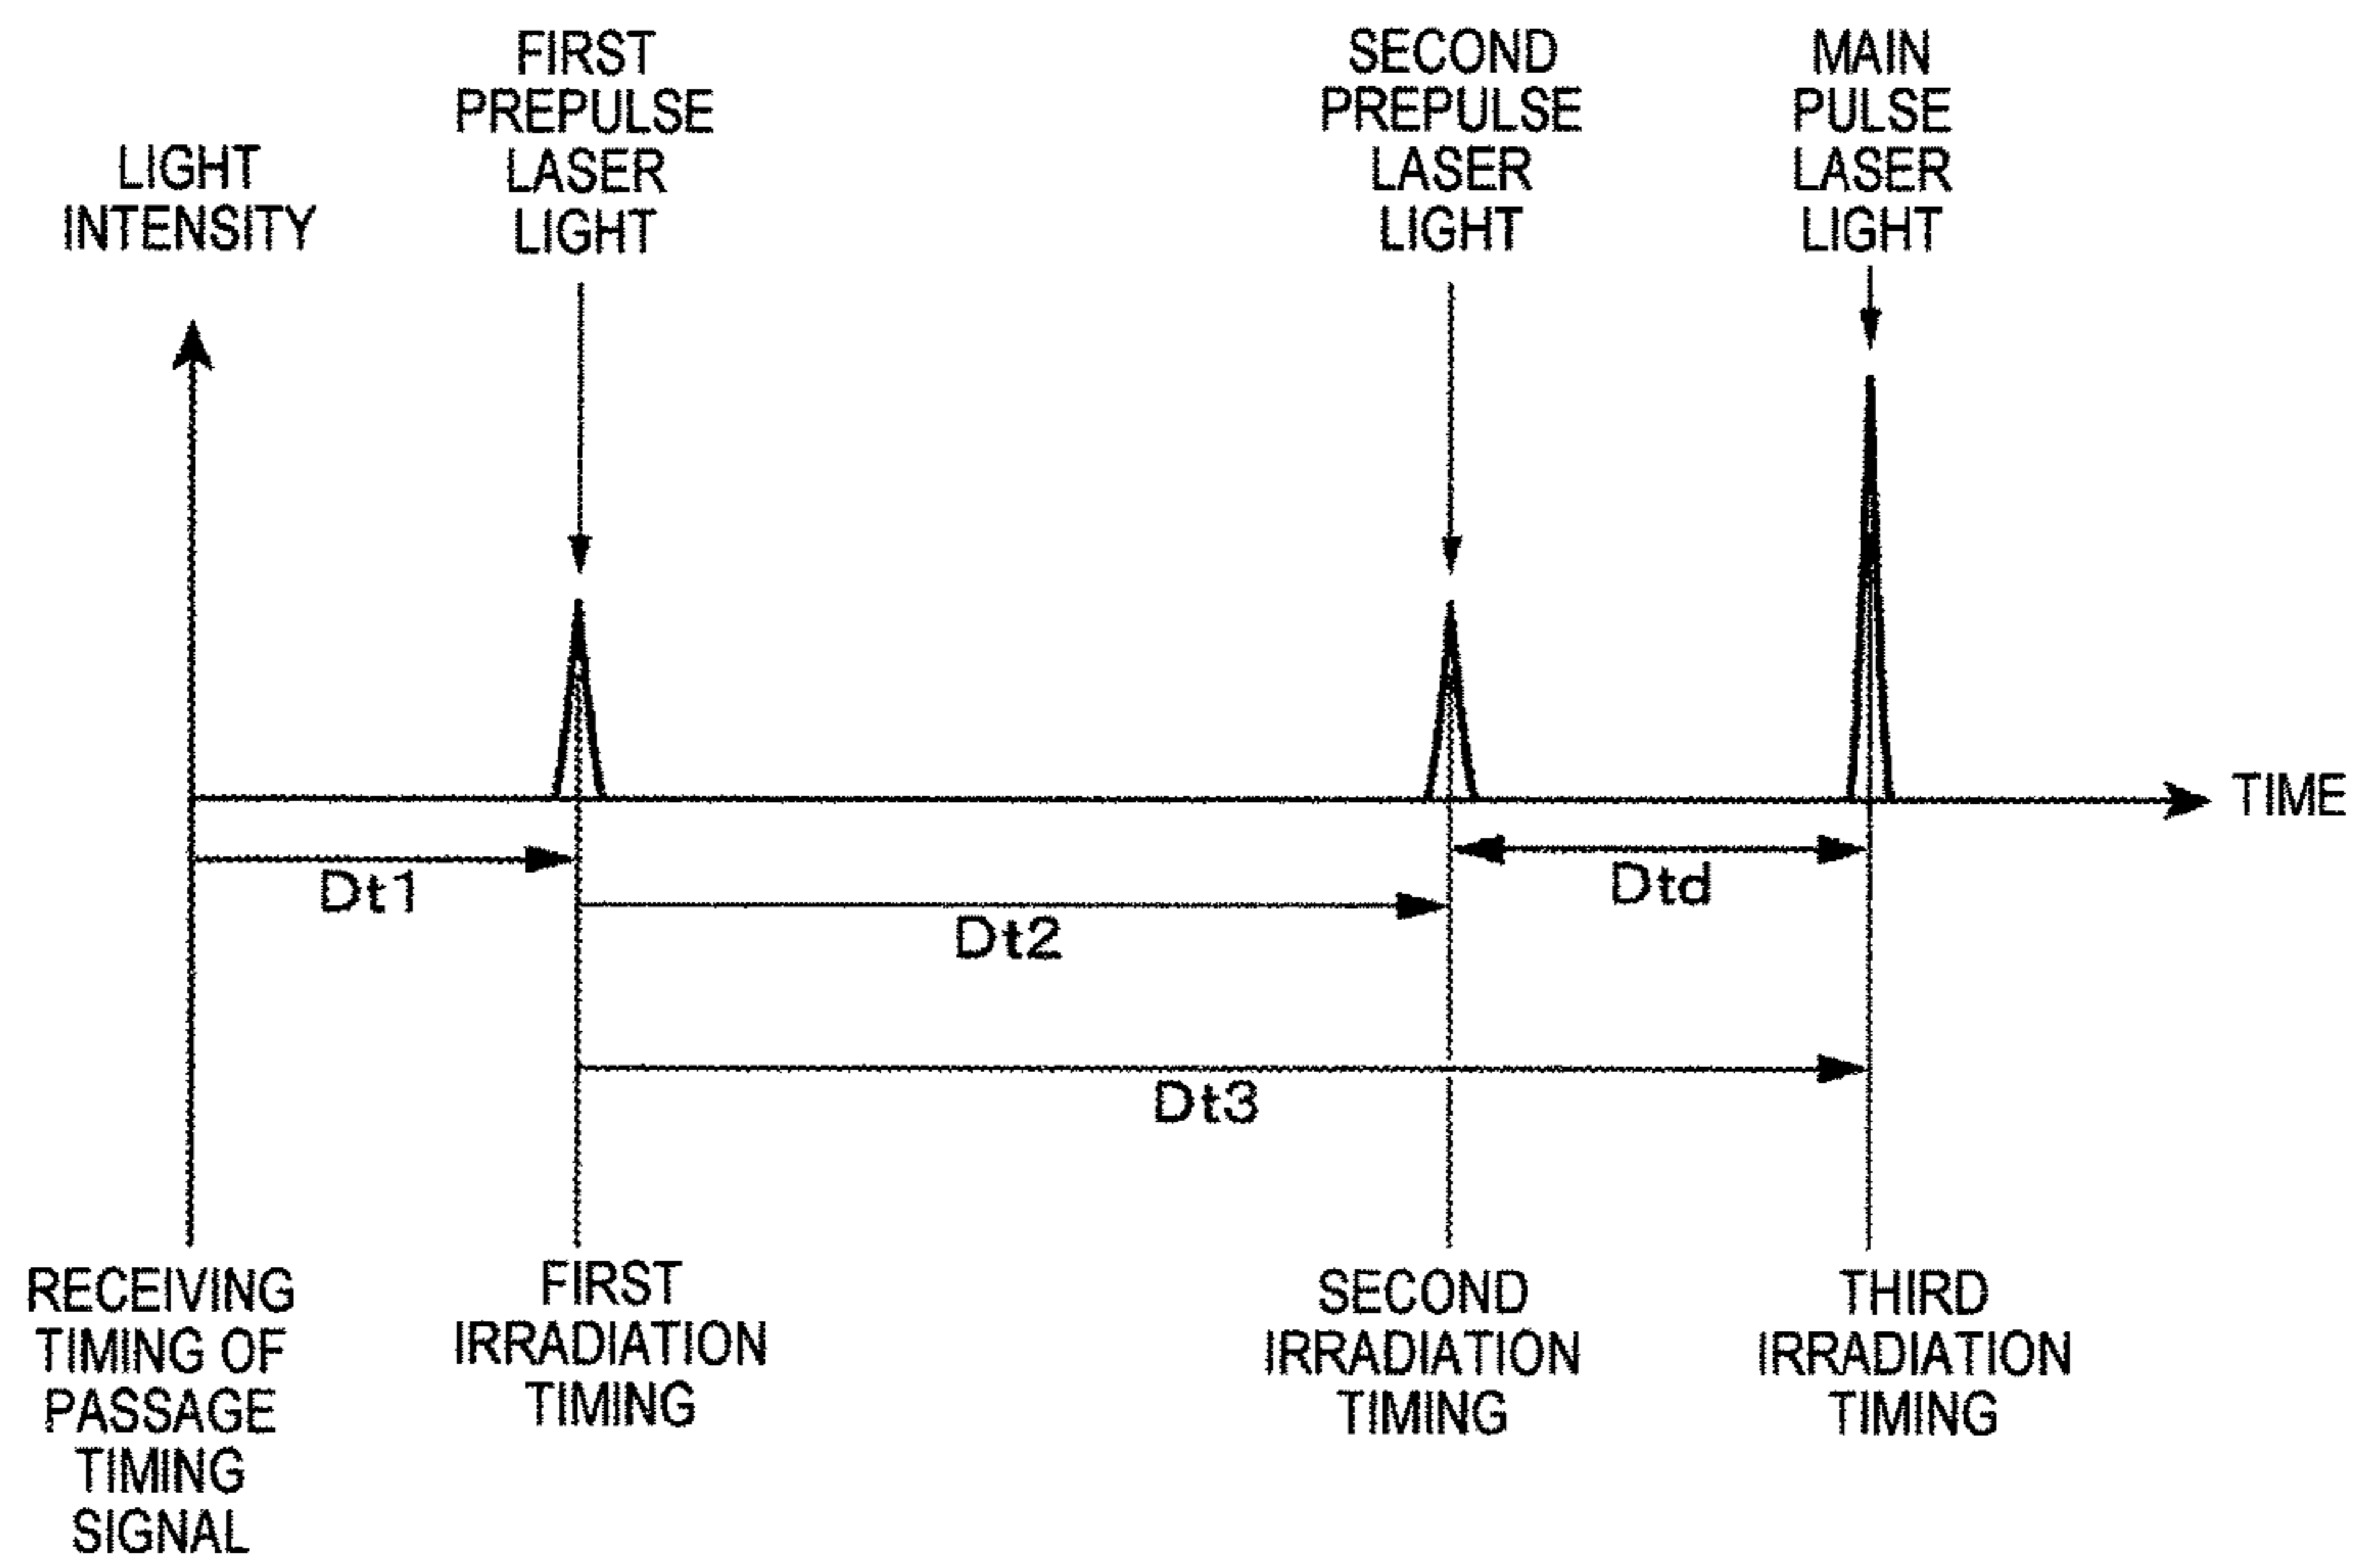 LIGHT
INTENSITY
FIRST
PREPULSE
LASER
LIGHT
SECOND
PREPULSE
LASER
LIGHT
MAIN
PULSE
LASER
LIGHT
TIME
Dt1
Dt2
Dtd
Dt3
RECEIVING
TIMING OF
PASSAGE
TIMING
SIGNAL
FIRST
IRRADIATION
TIMING
SECOND
IRRADIATION
TIMING
THIRD
IRRADIATION
TIMING